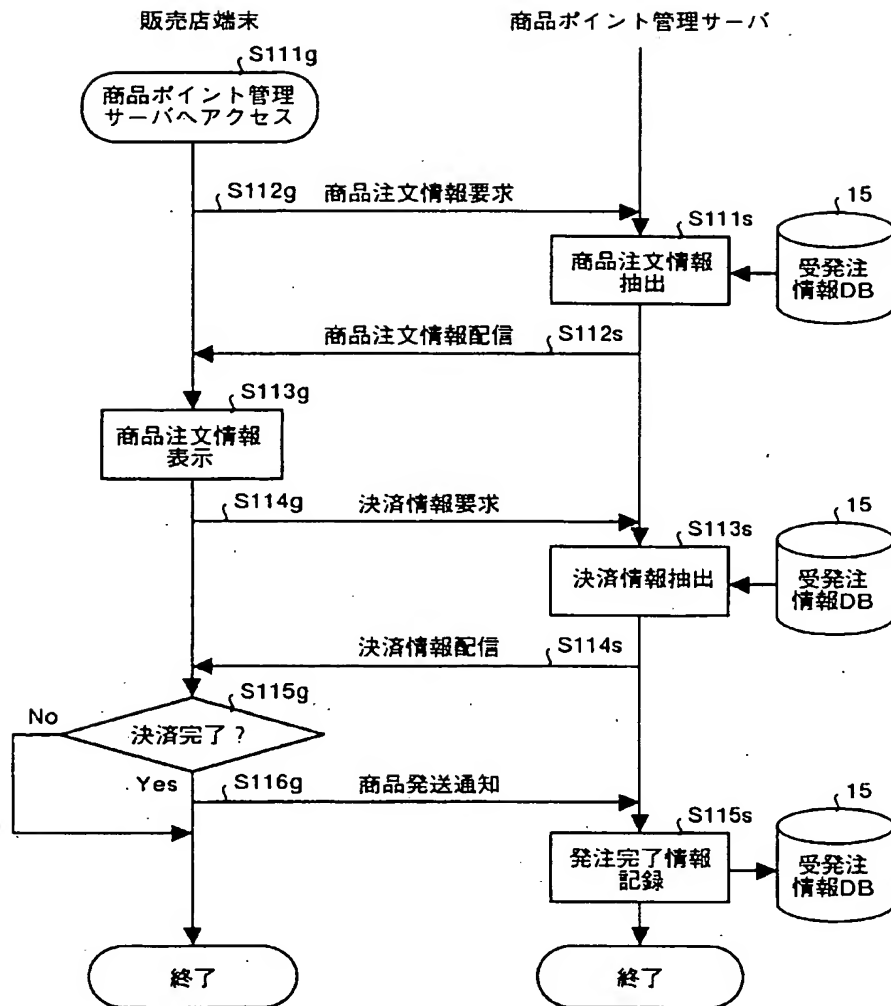 販売店端末
商品ポイント管理サーバ
S111g
商品ポイント管理
サーバへアクセス
S112g
商品注文情報要求
S111s
15
商品注文情報
抽出
受発注
情報DB
商品注文情報配信
S112s
S113g
商品注文情報
表示
S114g
決済情報要求
S113s
15
決済情報抽出
受発注
情報DB
決済情報配信
S114s
S115g
No
決済完了?
Yes
S116g
商品発送通知
S115s
15
発注完了情報
記録
受発注
情報DB
終了
終了